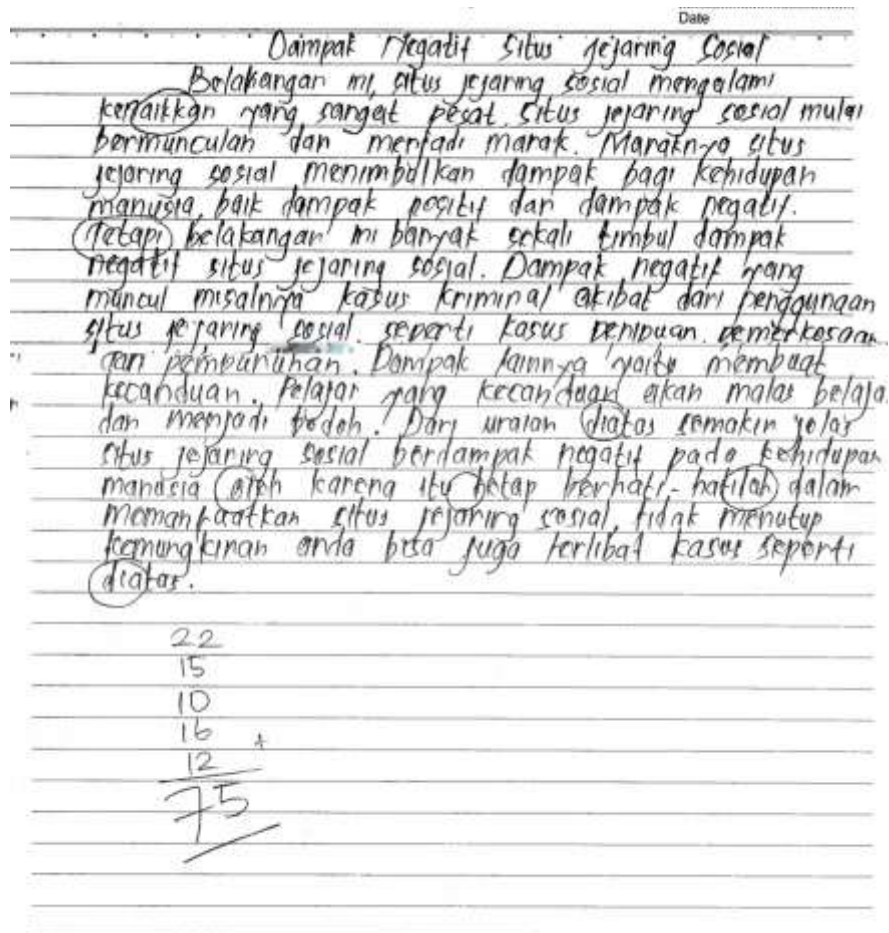 Date
Dampak Negatif Situs Jejaring Sosial
Belakangan ini, situs jejaring sosial mengalami
kenaikkan yang sangat pesat. Situs jejaring sosial mulai
bermunculan dan menjadi marak. Maraknya situs
jejaring sosial menimbulkan dampak bagi kehidupan
manusia, baik dampak positif dan dampak negatif.
Tetapi belakangan ini banyak sekali timbul dampak
negatif situs jejaring sosial. Dampak negatif yang
muncul misalnya kasus kriminal akibat dari penggunaan
situs jejaring sosial. seperti kasus penipuan. pemerkosaan
dan pembunuhan. Dampak lainnya yaitu membuat
kecanduan. Pelajar yang kecanduan akan malas belaja
dan menjadi bodoh. Dari uraian diatas semakin jelas
situs jejaring sosial berdampak negatif pada kehidupan
manusia oleh karena itu tetap berhati-hatilah dalam
memanfaatkan situs jejaring sosial, tidak menutup
kemungkinan anda bisa juga terlibat kasus seperti
diatas.
22
15
10
16
12 +
75